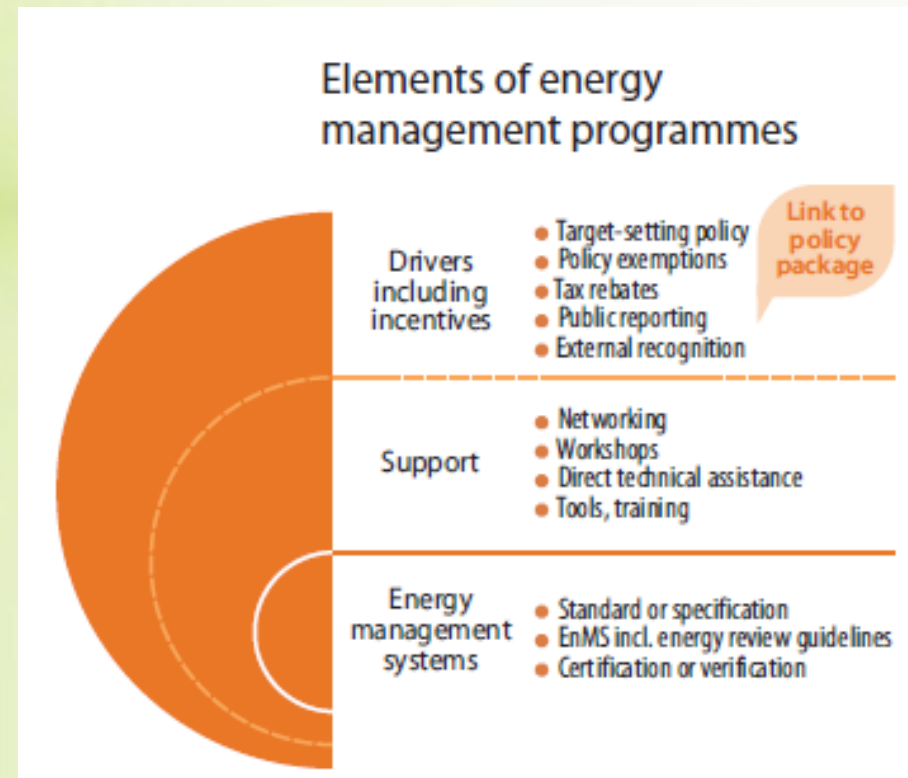 Elements of energy
management programmes
Link to
policy
package
Drivers
including
incentives
• Target-setting policy
• Policy exemptions
• Tax rebates
• Public reporting
• External recognition
Support
• Networking
• Workshops
• Direct technical assistance
• Tools, training
Energy
management
systems
• Standard or specification
• EnMS incl. energy review guidelines
• Certification or verification